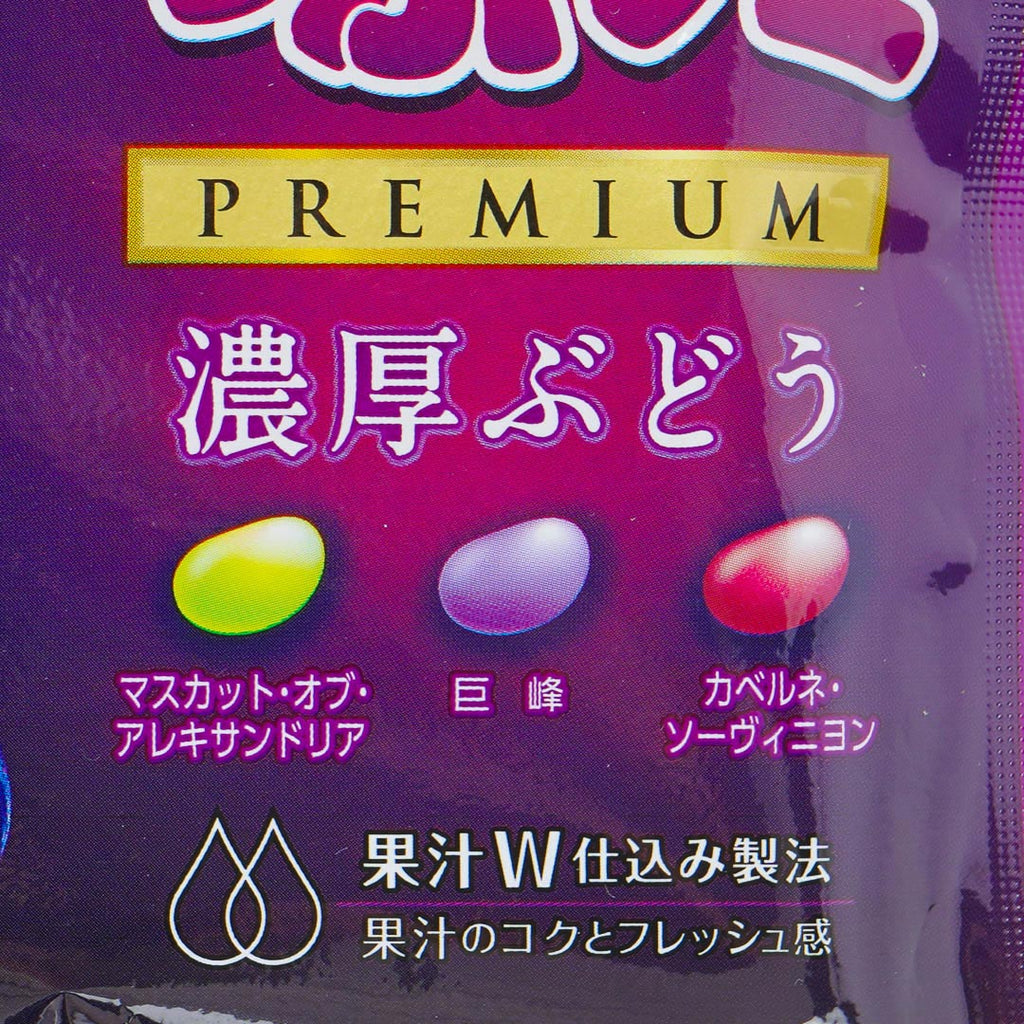 PREMIUM
濃厚ぶどう
マスカット・オブ・
アレキサンドリア
巨峰
カベルネ・
ソーヴィニヨン
果汁W仕込み製法
果汁のコクとフレッシュ感